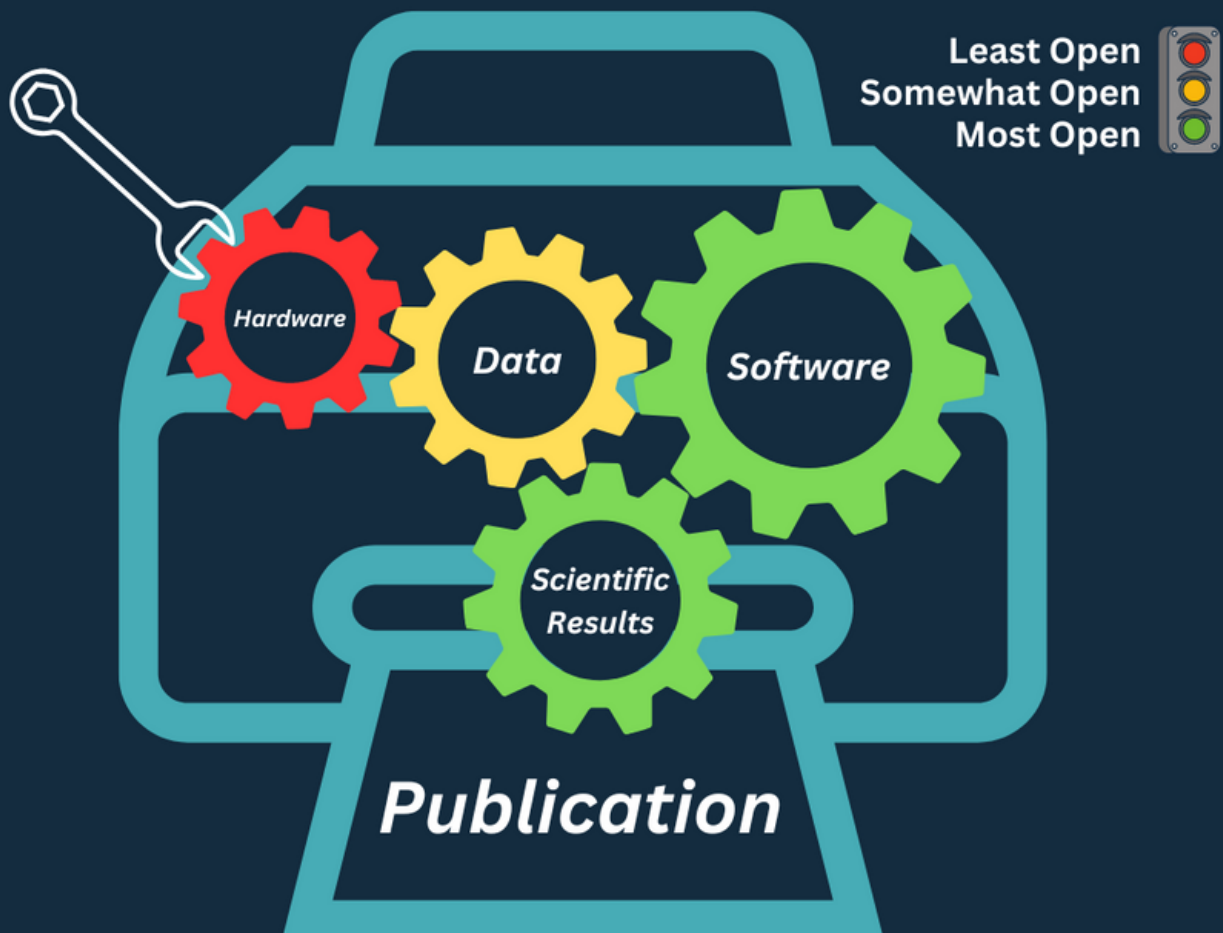 Least Open
Somewhat Open
Most Open
Hardware
Data
Software
Scientific
Results
Publication